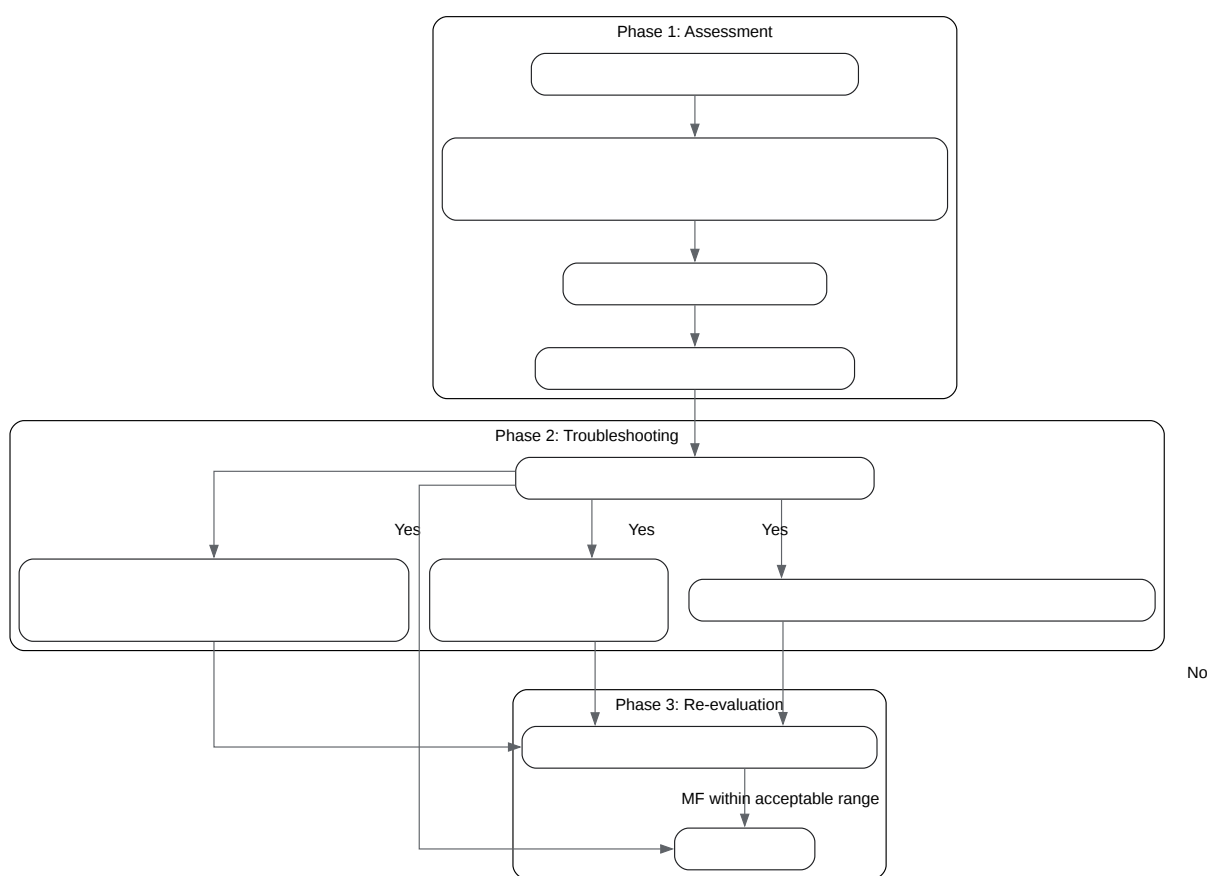 Phase 1: Assessment
Phase 2: Troubleshooting
Yes
Yes
Yes
No
Phase 3: Re-evaluation
MF within acceptable range